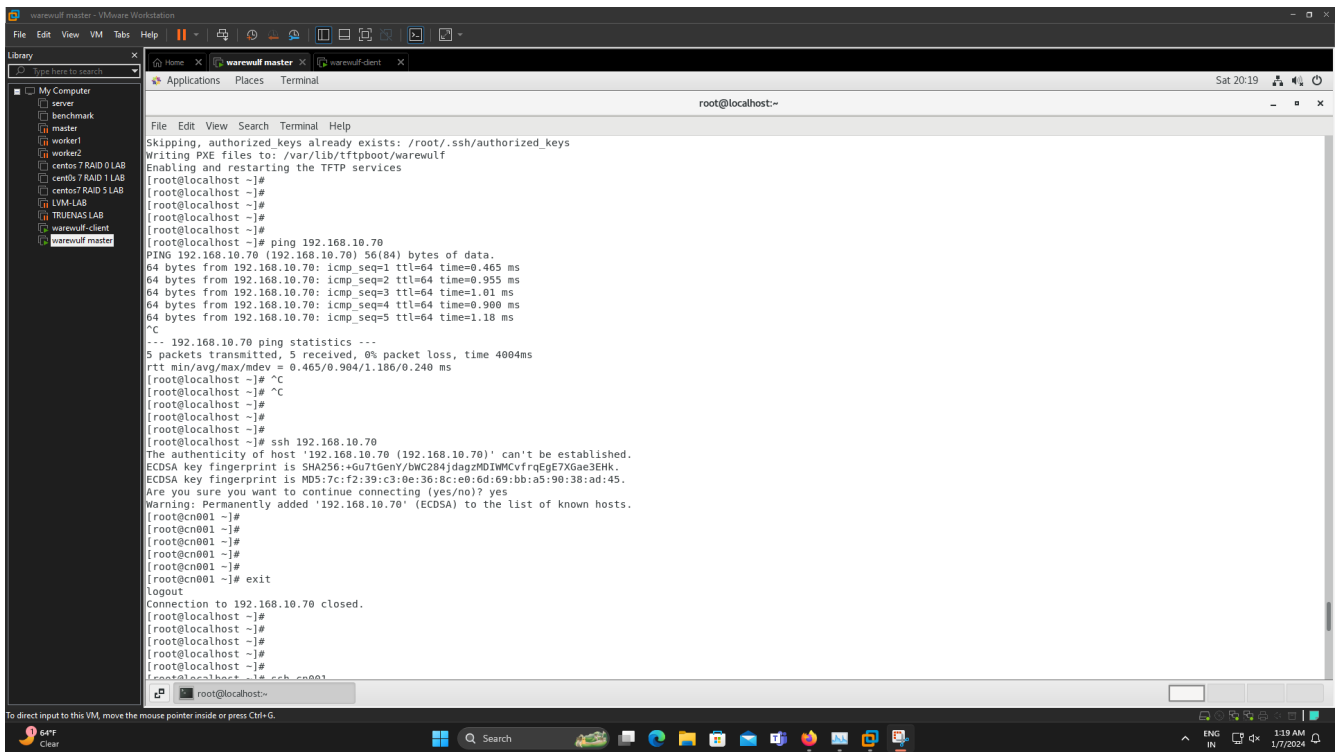 warewulf master - VMware Workstation
File Edit View VM Tabs Help
Library
Type here to search
My Computer
server
benchmark
master
worker1
worker2
centos 7 RAID 0 LAB
cent0s 7 RAID 1 LAB
centos7 RAID 5 LAB
LVM-LAB
TRUENAS LAB
warewulf-client
warewulf master
Home warewulf master warewulf-client
Applications Places Terminal Sat 20:19
root@localhost:~
File Edit View Search Terminal Help
Skipping, authorized_keys already exists: /root/.ssh/authorized_keys
Writing PXE files to: /var/lib/tftpboot/warewulf
Enabling and restarting the TFTP services
[root@localhost ~]#
[root@localhost ~]#
[root@localhost ~]#
[root@localhost ~]#
[root@localhost ~]#
[root@localhost ~]# ping 192.168.10.70
PING 192.168.10.70 (192.168.10.70) 56(84) bytes of data.
64 bytes from 192.168.10.70: icmp_seq=1 ttl=64 time=0.465 ms
64 bytes from 192.168.10.70: icmp_seq=2 ttl=64 time=0.955 ms
64 bytes from 192.168.10.70: icmp_seq=3 ttl=64 time=1.01 ms
64 bytes from 192.168.10.70: icmp_seq=4 ttl=64 time=0.900 ms
64 bytes from 192.168.10.70: icmp_seq=5 ttl=64 time=1.18 ms
^C
--- 192.168.10.70 ping statistics ---
5 packets transmitted, 5 received, 0% packet loss, time 4004ms
rtt min/avg/max/mdev = 0.465/0.904/1.186/0.240 ms
[root@localhost ~]# ^C
[root@localhost ~]# ^C
[root@localhost ~]#
[root@localhost ~]#
[root@localhost ~]#
[root@localhost ~]# ssh 192.168.10.70
The authenticity of host '192.168.10.70 (192.168.10.70)' can't be established.
ECDSA key fingerprint is SHA256:+Gu7tGenY/bWC284jdagzMDIWMCvfrqEgE7XGae3EHk.
ECDSA key fingerprint is MD5:7c:f2:39:c3:0e:36:8c:e0:6d:69:bb:a5:90:38:ad:45.
Are you sure you want to continue connecting (yes/no)? yes
Warning: Permanently added '192.168.10.70' (ECDSA) to the list of known hosts.
[root@cn001 ~]#
[root@cn001 ~]#
[root@cn001 ~]#
[root@cn001 ~]#
[root@cn001 ~]#
[root@cn001 ~]# exit
logout
Connection to 192.168.10.70 closed.
[root@localhost ~]#
[root@localhost ~]#
[root@localhost ~]#
[root@localhost ~]#
[root@localhost ~]#
[root@localhost ~]# ssh cn001
root@localhost:~
To direct input to this VM, move the mouse pointer inside or press Ctrl+G.
64°F
Clear
Search
ENG
IN
1:19 AM
1/7/2024